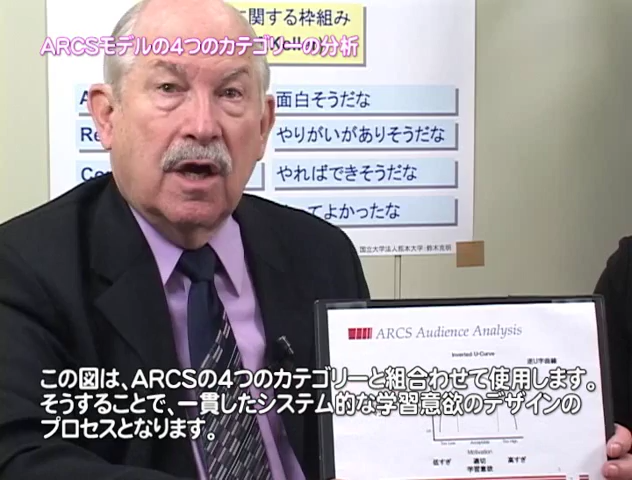 に関する枠組み
ARCSモデルの4つのカテゴリーの分析
面白そうだな
やりがいがありそうだな
やればできそうだな
てよかったな
国立大学法人熊本大学:鈴木克明
ARCS Audience Analysis
Inverted U-Curve
逆U字曲線
この図は、ARCSの4つのカテゴリーと組合わせて使用します。
そうすることで、一貫したシステム的な学習意欲のデザインの
プロセスとなります。
Too Low Acceptable Too High
Motivation
低すぎ 適切 高すぎ
学習意欲